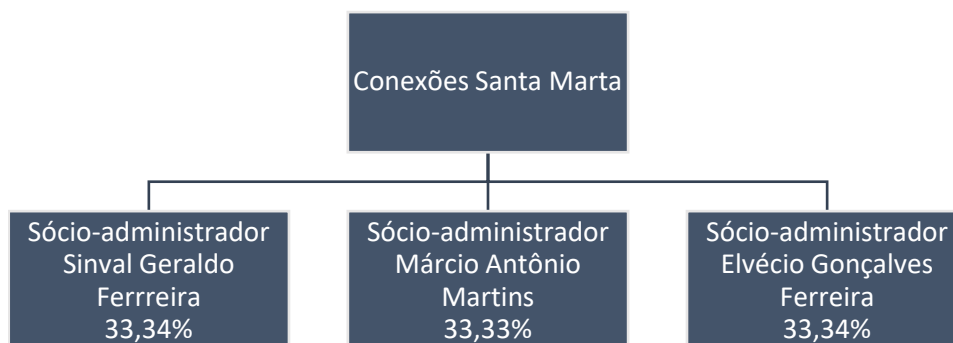 Conexões Santa Marta
Sócio-administrador
Sinval Geraldo
Ferrreira
33,34%
Sócio-administrador
Márcio Antônio
Martins
33,33%
Sócio-administrador
Elvécio Gonçalves
Ferreira
33,34%